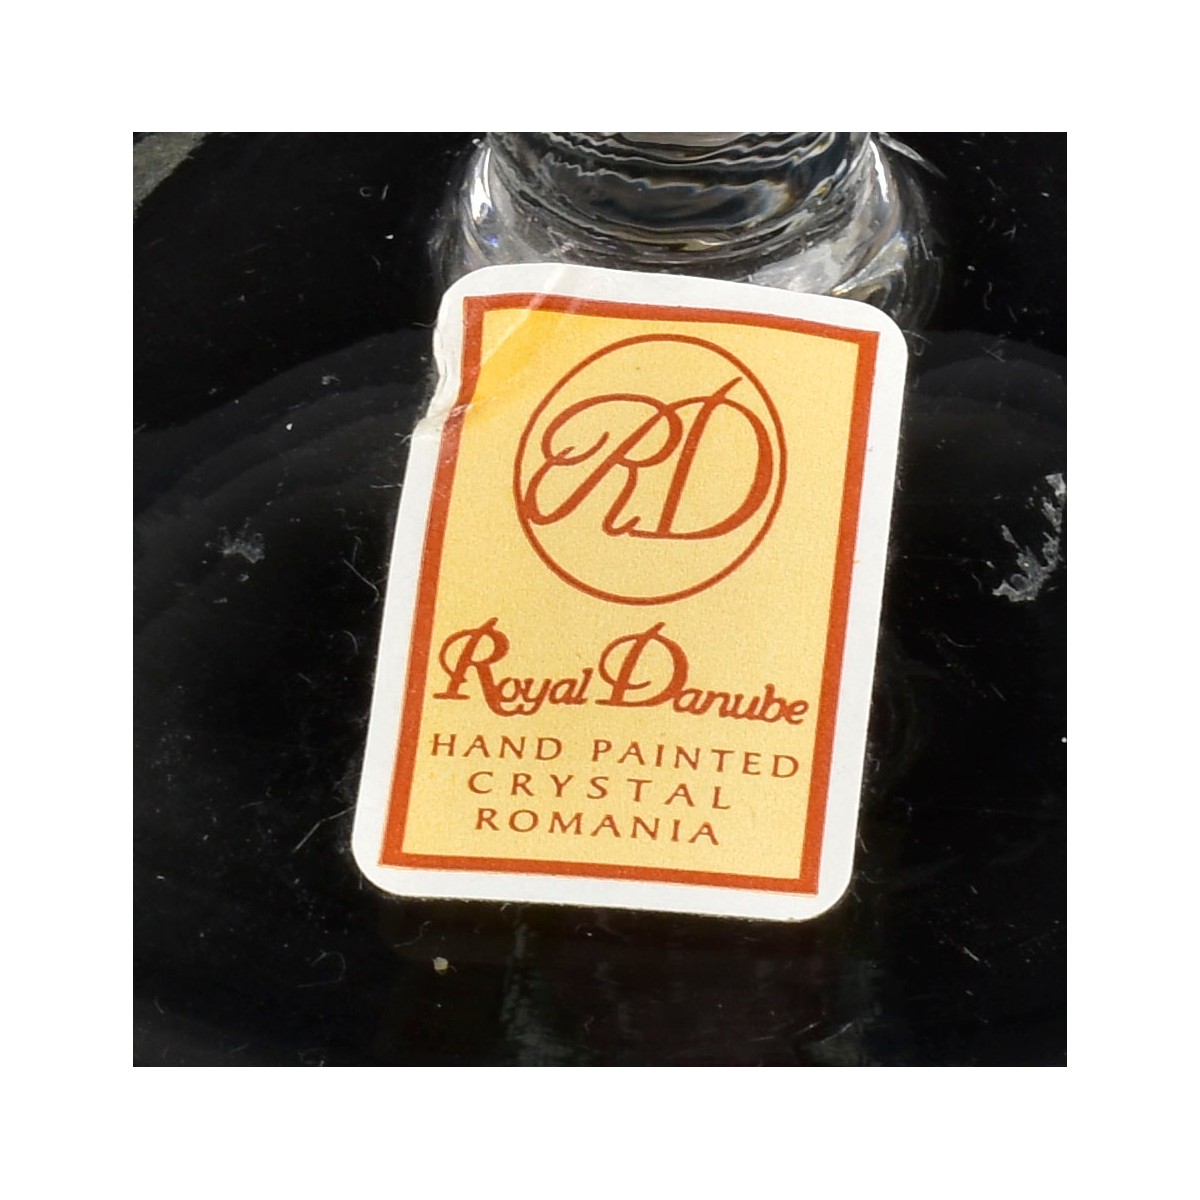 RD
Royal Danube
HAND PAINTED
CRYSTAL
ROMANIA